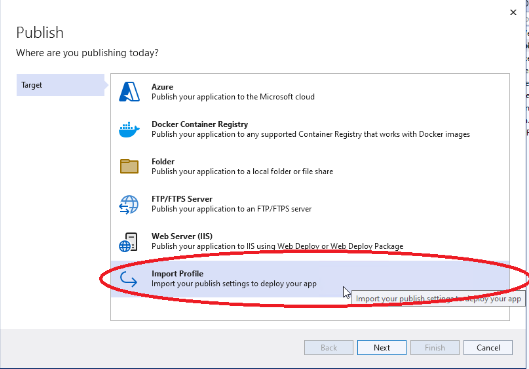 Publish
Where are you publishing today?
Target
Azure
Publish your application to the Microsoft cloud
Docker Container Registry
Publish your application to any supported Container Registry that works with Docker images
Folder
Publish your application to a local folder or file share
FTP/FTPS Server
Publish your application to an FTP/FTPS server
Web Server (IIS)
Publish your application to IIS using Web Deploy or Web Deploy Package
Import Profile
Import your publish settings to deploy your app
Import your publish settings to deploy your app
Back
Next
Finish
Cancel